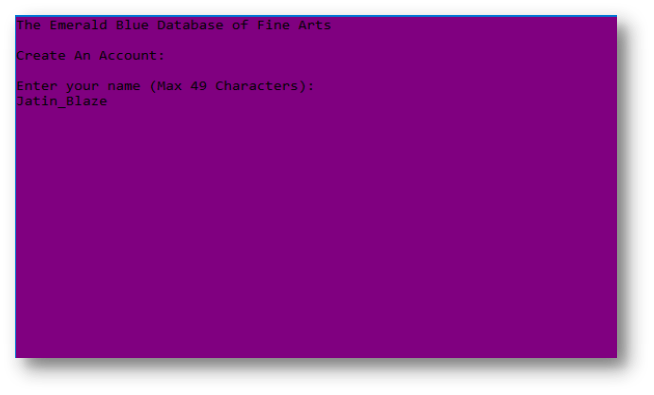 The Emerald Blue Database of Fine Arts
Create An Account:
Enter your name (Max 49 Characters):
Jatin_Blaze